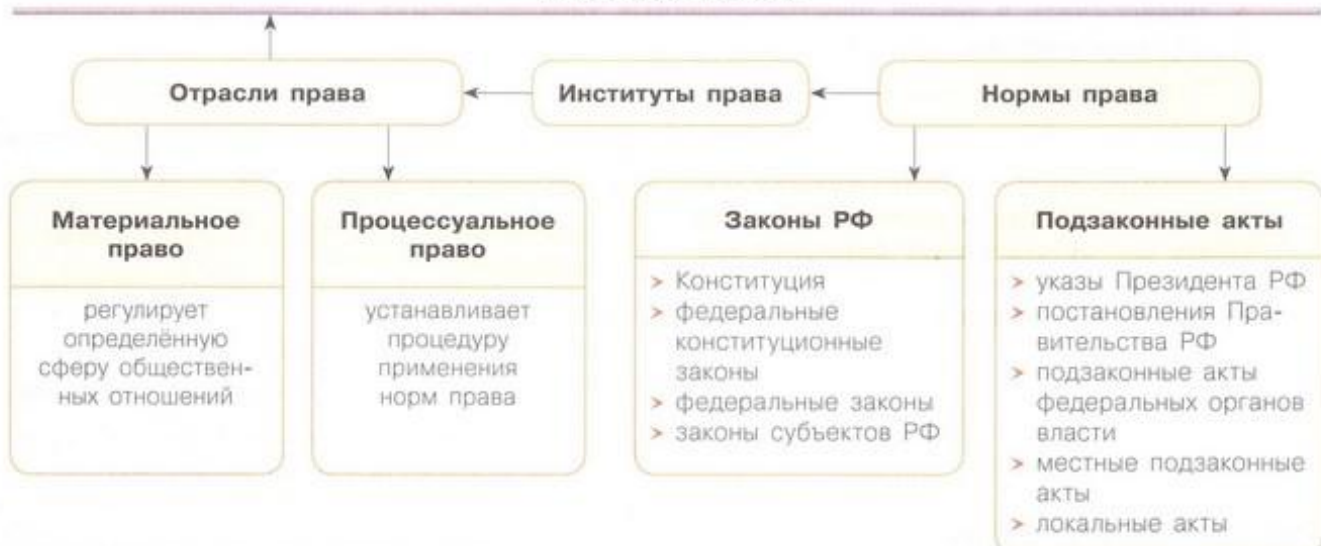 Отрасли права
Институты права
Нормы права
Материальное
право
регулирует
определённую
сферу обществен-
ных отношений
Процессуальное
право
устанавливает
процедуру
применения
норм права
Законы РФ
> Конституция
> федеральные
конституционные
законы
> федеральные законы
> законы субъектов РФ
Подзаконные акты
> указы Президента РФ
> постановления Пра-
вительства РФ
> подзаконные акты
федеральных органов
власти
> местные подзаконные
акты
> локальные акты